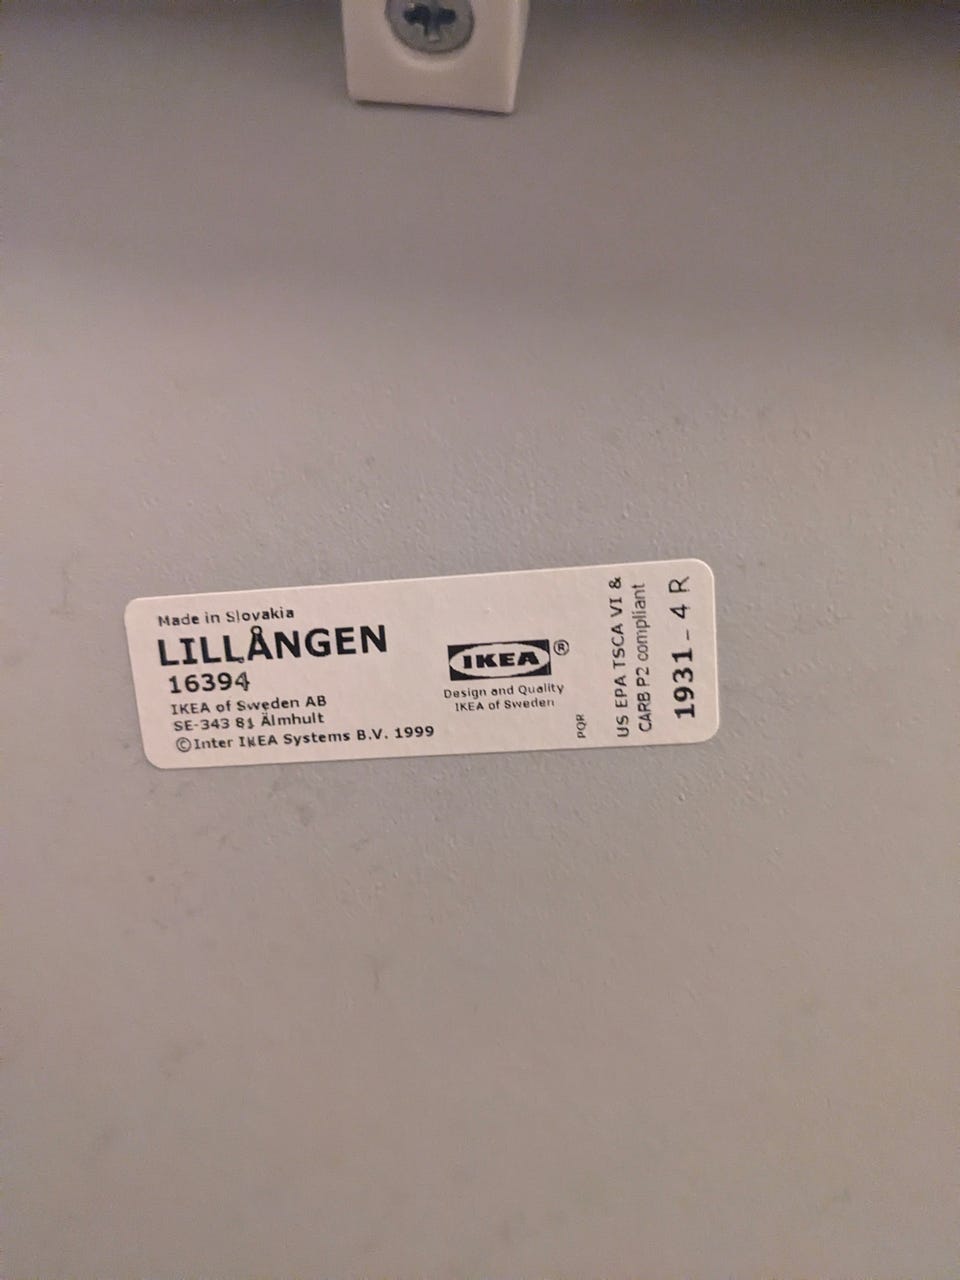 Made in Slovakia
LILLÅNGEN
16394
IKEA of Sweden AB
SE-343 81 Älmhult
©Inter IKEA Systems B.V. 1999
IKEA®
Design and Quality
IKEA of Sweden
PQR
US EPA TSCA VI &
CARB P2 compliant
1931 - 4 R